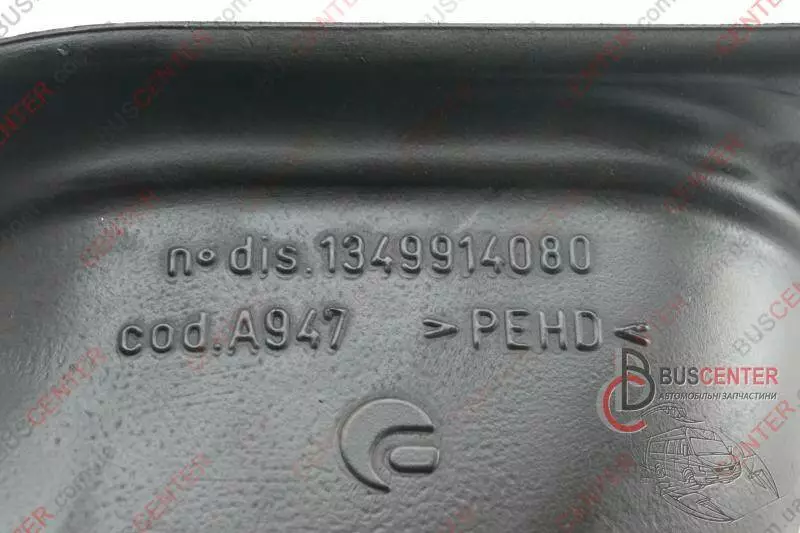 n° dis.1349914080
cod.A947 >PEHD<
BUSCENTER
АВТОМОБІЛЬНІ ЗАПЧАСТИНИ